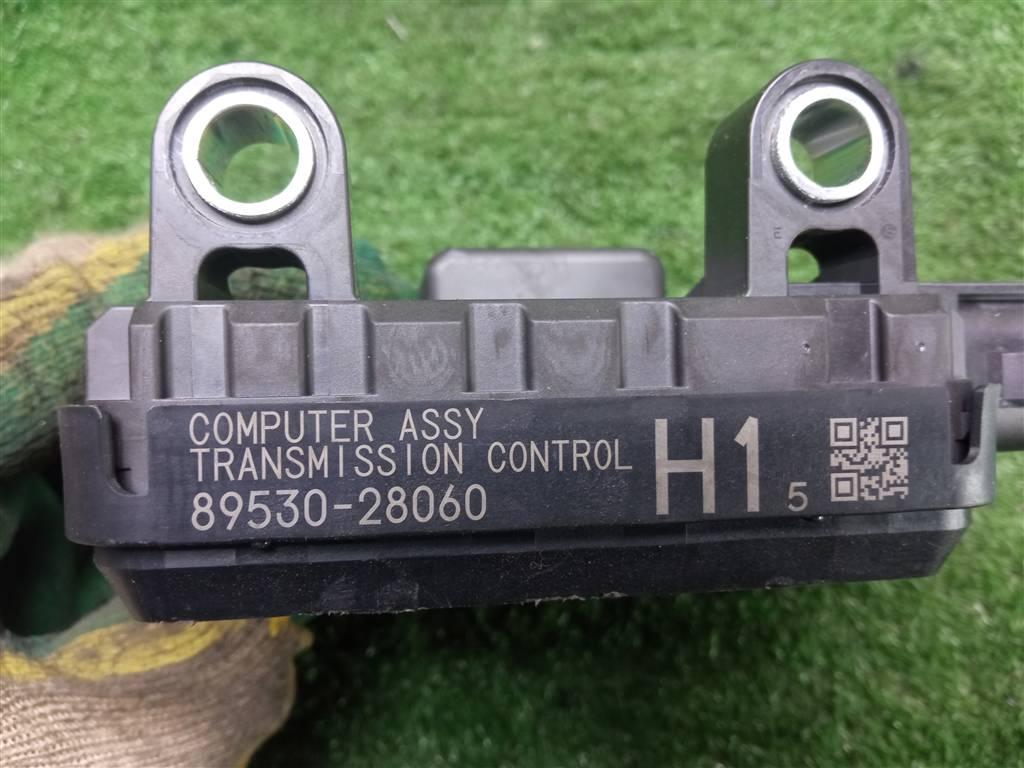 COMPUTER ASSY
TRANSMISSION CONTROL
89530-28060
H1 5